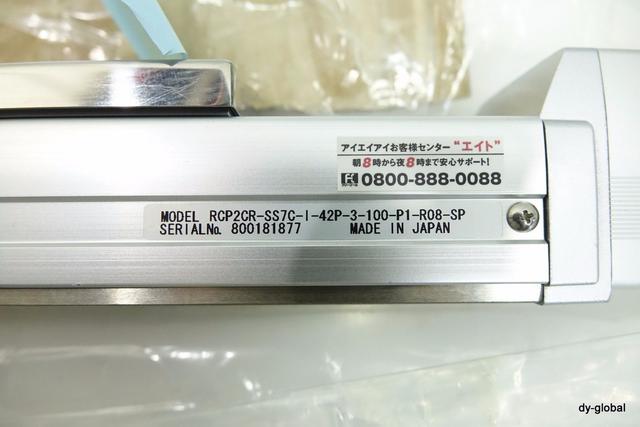 アイエイアイお客様センター "エイト"
朝8時から夜8時まで安心サポート!
0800-888-0088
MODEL RCP2CR-SS7C-I-42P-3-100-P1-R08-SP
SERIALNo. 800181877 MADE IN JAPAN
dy-global